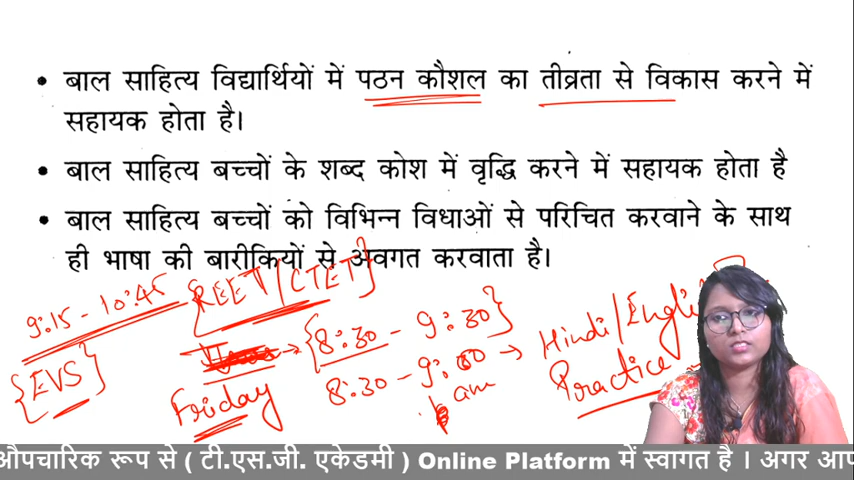 • बाल साहित्य विद्यार्थियों में पठन कौशल का तीव्रता से विकास करने में
सहायक होता है।
• बाल साहित्य बच्चों के शब्द कोश में वृद्धि करने में सहायक होता है
• बाल साहित्य बच्चों को विभिन्न विधाओं से परिचित करवाने के साथ
ही भाषा की बारीकियों से अवगत करवाता है।
9:15 - 10:45 {REET/CTET}
{EVS}
→ {8:30 - 9:30}
Friday
8:30 - 9:30 am → Hindi/Engli
Practice
औपचारिक रूप से ( टी.एस.जी. एकेडमी ) Online Platform में स्वागत है । अगर आप